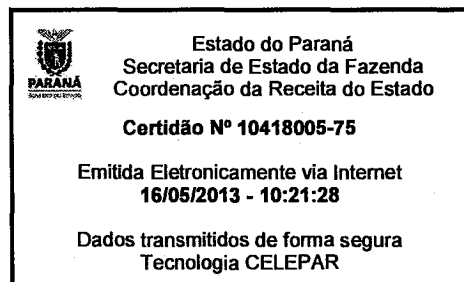 Estado do Paraná
Secretaria de Estado da Fazenda
PARANÁ
Coordenação da Receita do Estado
Certidão Nº 10418005-75
Emitida Eletronicamente via Internet
16/05/2013 - 10:21:28
Dados transmitidos de forma segura
Tecnologia CELEPAR